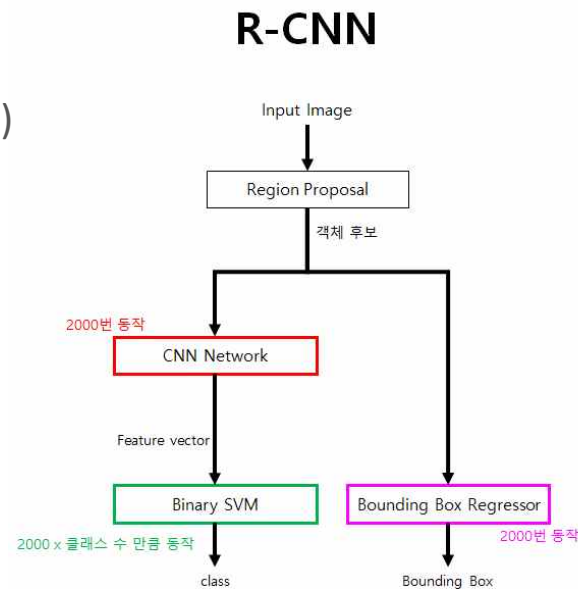 R-CNN
)
Input Image
Region Proposal
객체 후보
2000번 동작
CNN Network
Feature vector
Binary SVM
Bounding Box Regressor
2000 x 클래스 수 만큼 동작
2000번 동작
class
Bounding Box